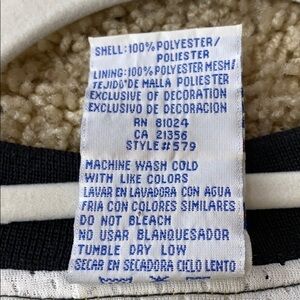 SHELL: 100% POLYESTER/
POLIESTER
LINING: 100% POLYESTER MESH/
TEJIDO DE MALLA POLIESTER
EXCLUSIVE OF DECORATION
EXCLUSIVO DE DECORACION
RN 81024
CA 21356
STYLE #579
MACHINE WASH COLD
WITH LIKE COLORS
LAVAR EN LAVADORA CON AGUA
FRIA CON COLORES SIMILARES
DO NOT BLEACH
NO USAR BLANQUEADOR
TUMBLE DRY LOW
SECAR EN SECADORA CICLO LENTO